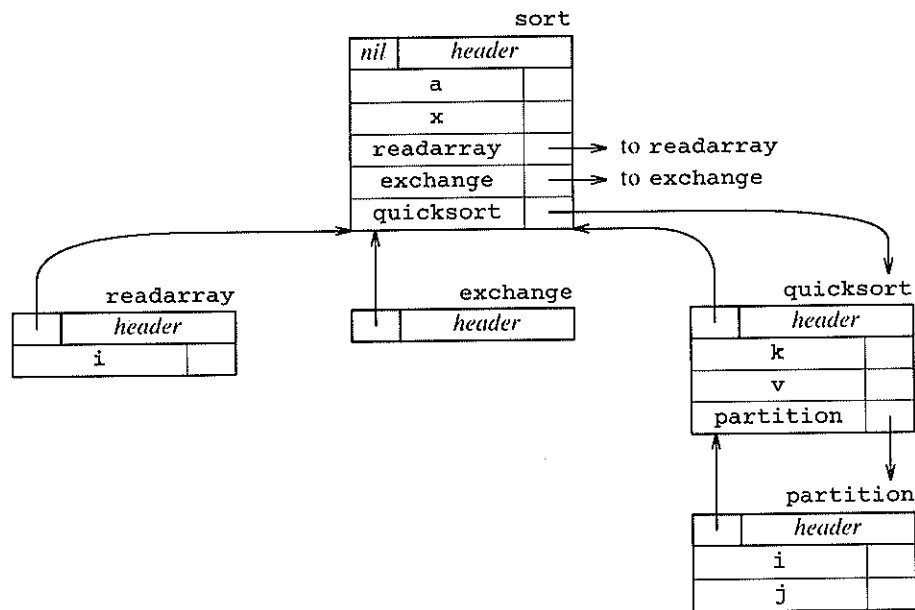 sort
nil header
a
x
readarray to readarray
exchange to exchange
quicksort
readarray
header
i
exchange
header
quicksort
header
k
v
partition
partition
header
i
j